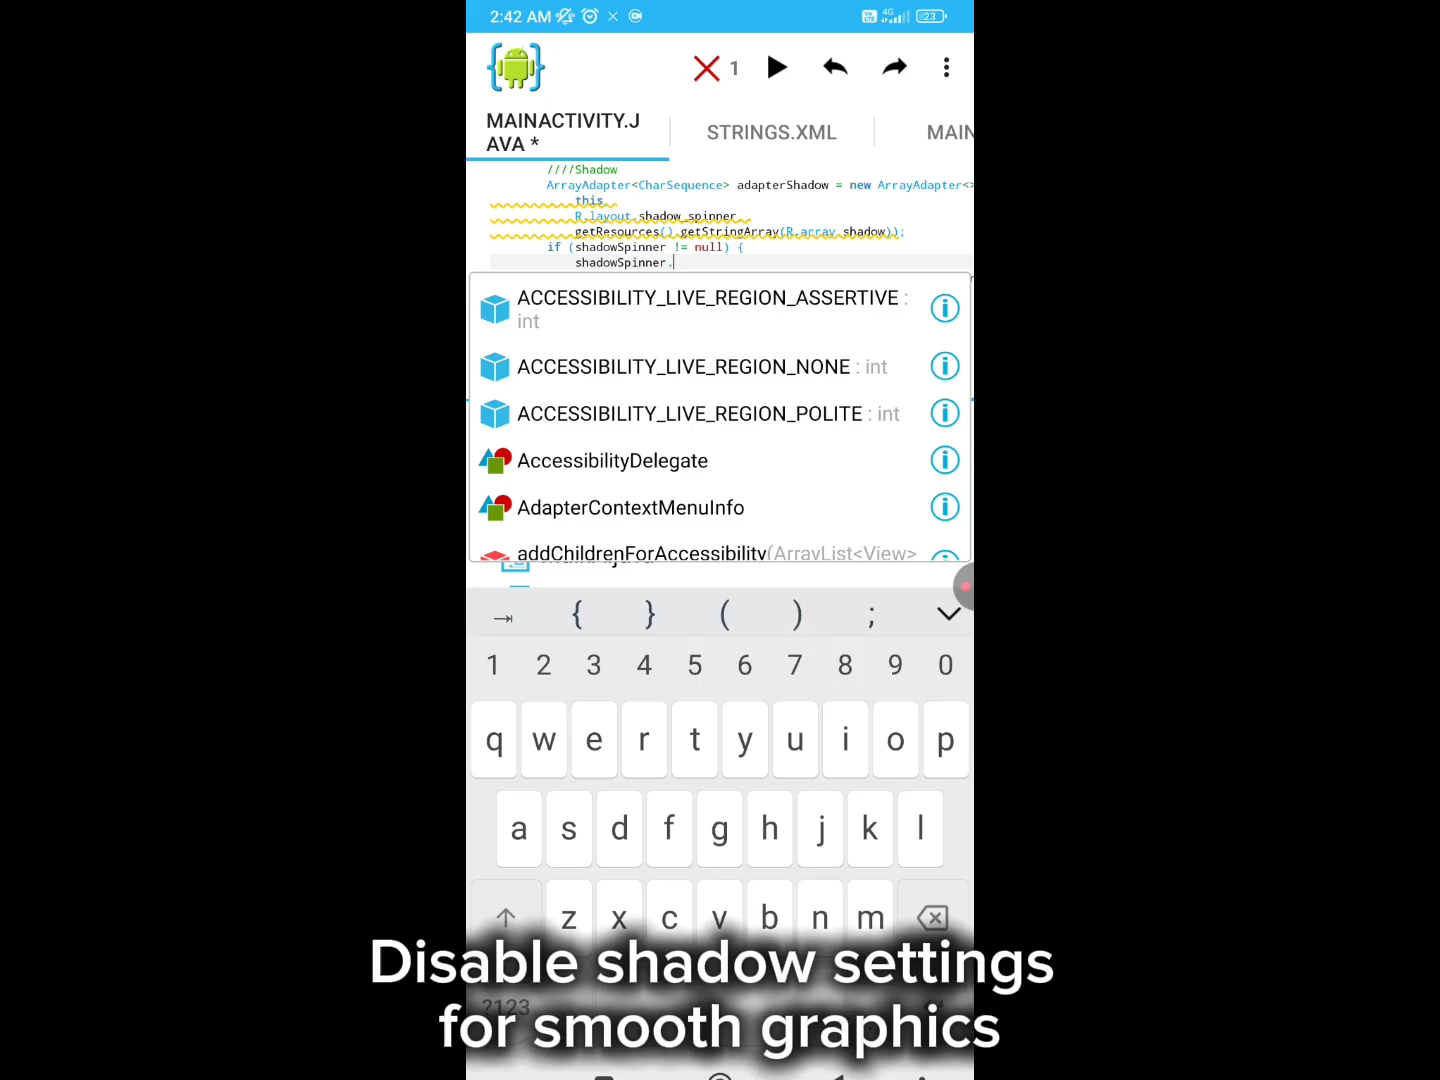 2:42 AM
4G
23
1
MAINACTIVITY.J
AVA *
STRINGS.XML
MAIN
////Shadow
ArrayAdapter<CharSequence> adapterShadow = new ArrayAdapter<>
this,
R.layout.shadow_spinner,
getResources().getStringArray(R.array.shadow));
if (shadowSpinner != null) {
shadowSpinner.
ACCESSIBILITY_LIVE_REGION_ASSERTIVE :
int
ACCESSIBILITY_LIVE_REGION_NONE : int
ACCESSIBILITY_LIVE_REGION_POLITE : int
AccessibilityDelegate
AdapterContextMenuInfo
addChildrenForAccessibility(ArrayList<View>
{ } ( ) ;
1 2 3 4 5 6 7 8 9 0
q w e r t y u i o p
a s d f g h j k l
z x c v b n m
Disable shadow settings
?123
for smooth graphics